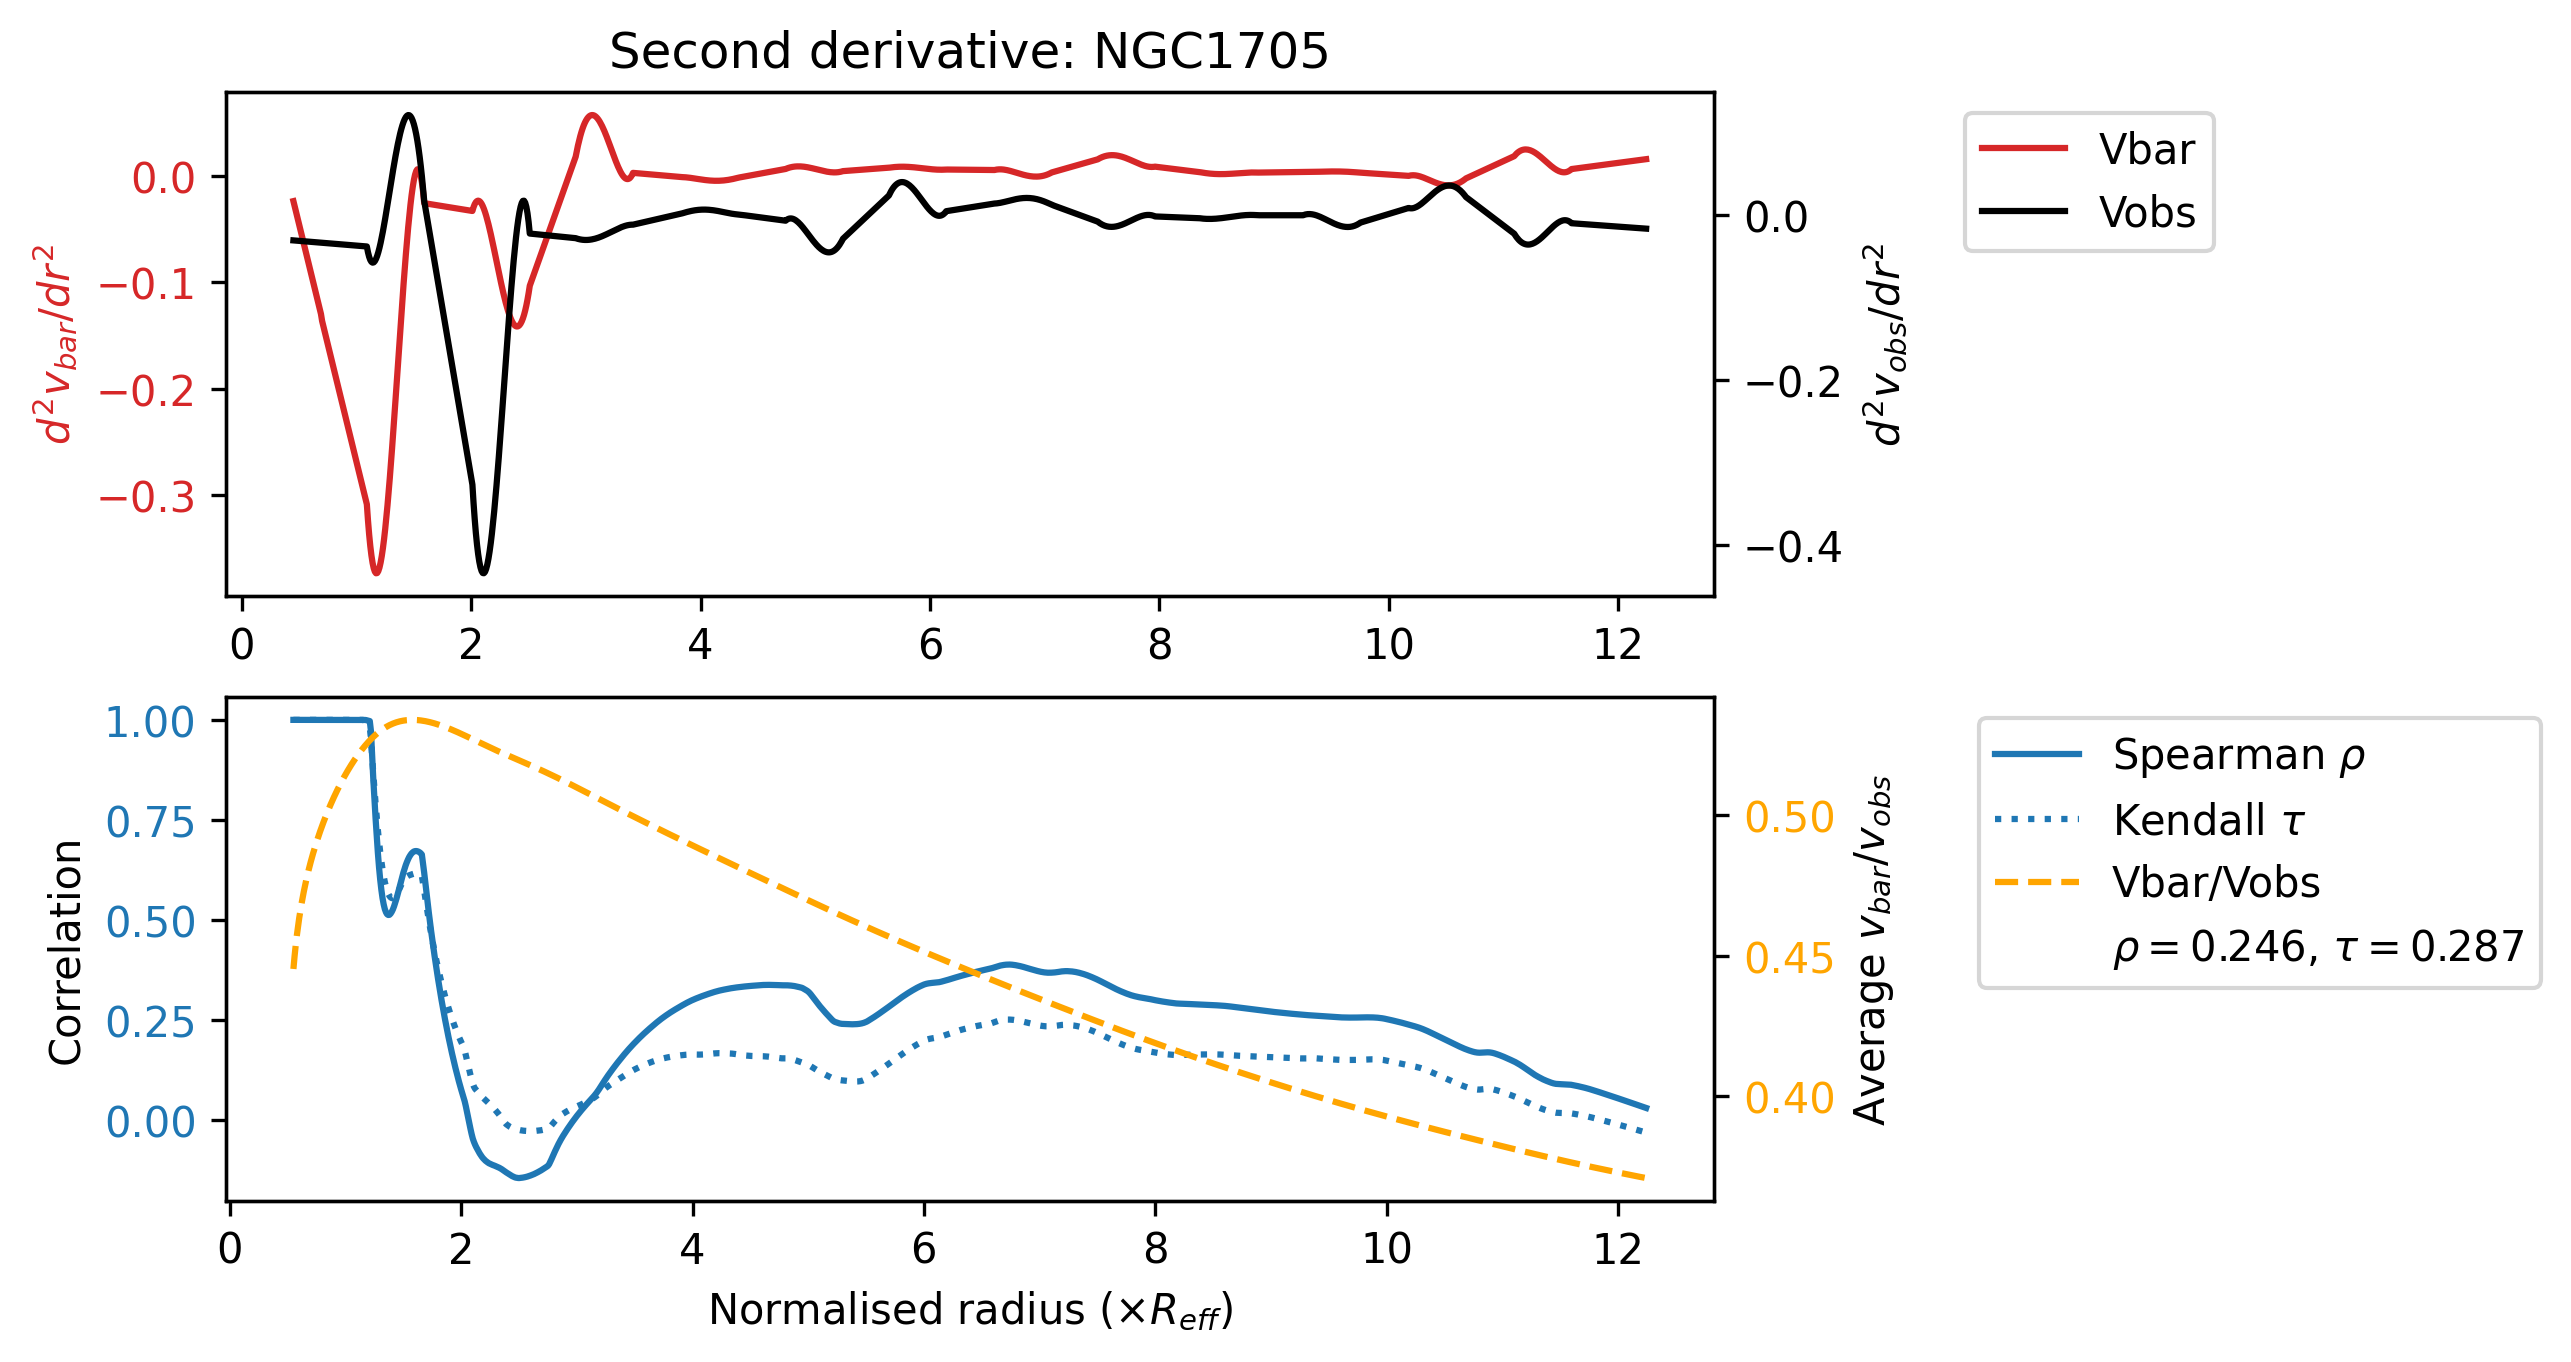 Second derivative: NGC1705
d²v_bar/dr²
0.0
−0.1
−0.2
−0.3
0.0
−0.2
−0.4
d²v_obs/dr²
Vbar
Vobs
0 2 4 6 8 10 12
Correlation
1.00
0.75
0.50
0.25
0.00
0.50
0.45
0.40
Average v_bar/v_obs
Spearman ρ
Kendall τ
Vbar/Vobs
ρ = 0.246, τ = 0.287
0 2 4 6 8 10 12
Normalised radius (×R_eff)